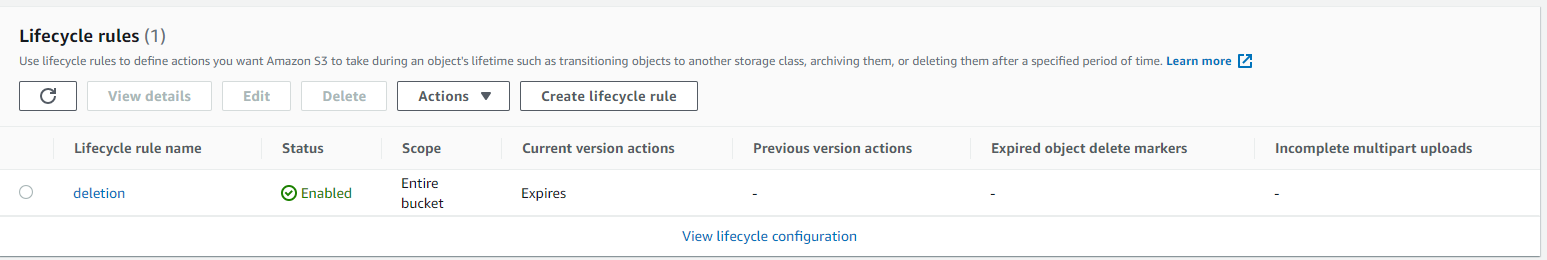 Lifecycle rules (1)
Use lifecycle rules to define actions you want Amazon S3 to take during an object's lifetime such as transitioning objects to another storage class, archiving them, or deleting them after a specified period of time. Learn more
View details Edit Delete Actions Create lifecycle rule
Lifecycle rule name Status Scope Current version actions Previous version actions Expired object delete markers Incomplete multipart uploads
deletion Enabled Entire bucket Expires - - -
View lifecycle configuration